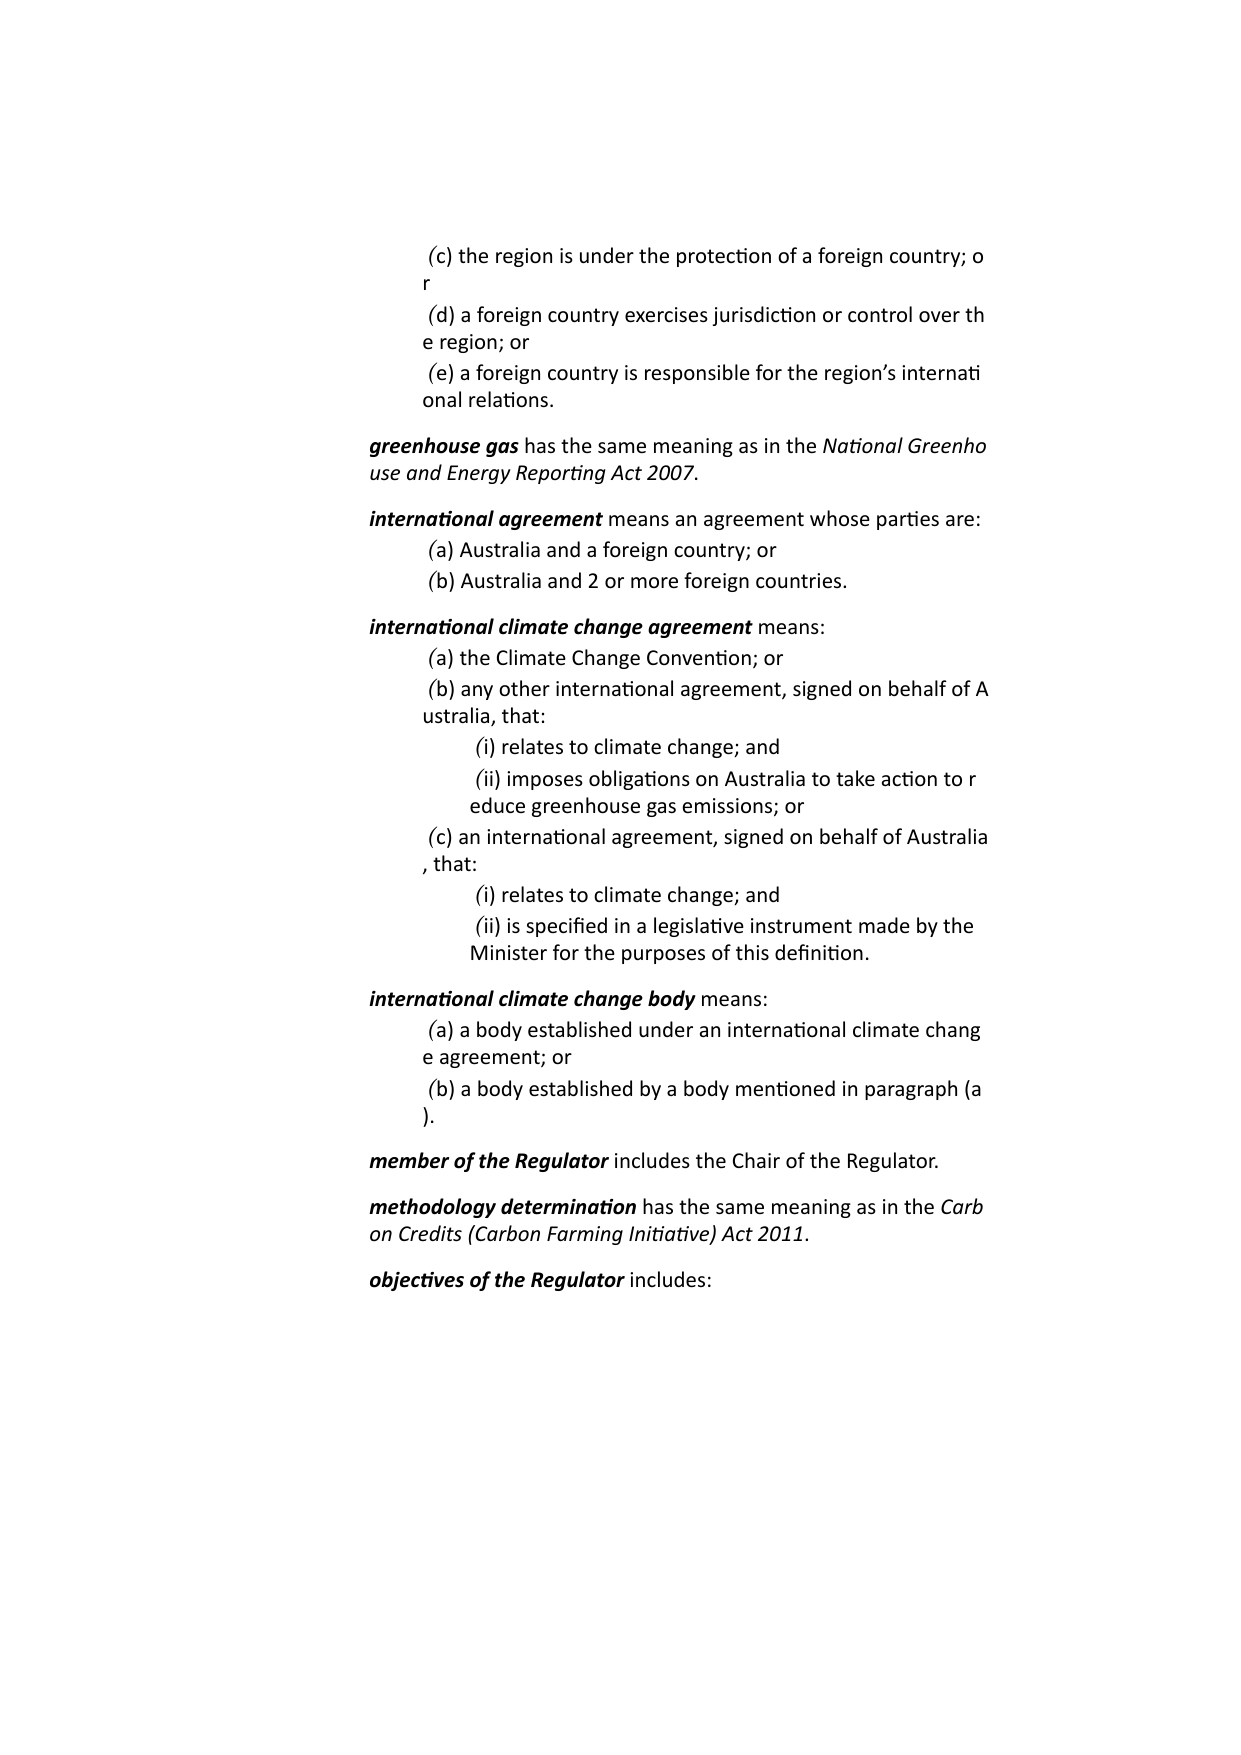 (c) the region is under the protection of a foreign country; o
r
(d) a foreign country exercises jurisdiction or control over th
e region; or
(e) a foreign country is responsible for the region’s internati
onal relations.
greenhouse gas has the same meaning as in the National Greenho
use and Energy Reporting Act 2007.
international agreement means an agreement whose parties are:
(a) Australia and a foreign country; or
(b) Australia and 2 or more foreign countries.
international climate change agreement means:
(a) the Climate Change Convention; or
(b) any other international agreement, signed on behalf of A
ustralia, that:
(i) relates to climate change; and
(ii) imposes obligations on Australia to take action to r
educe greenhouse gas emissions; or
(c) an international agreement, signed on behalf of Australia
, that:
(i) relates to climate change; and
(ii) is specified in a legislative instrument made by the
Minister for the purposes of this definition.
international climate change body means:
(a) a body established under an international climate chang
e agreement; or
(b) a body established by a body mentioned in paragraph (a
).
member of the Regulator includes the Chair of the Regulator.
methodology determination has the same meaning as in the Carb
on Credits (Carbon Farming Initiative) Act 2011.
objectives of the Regulator includes: